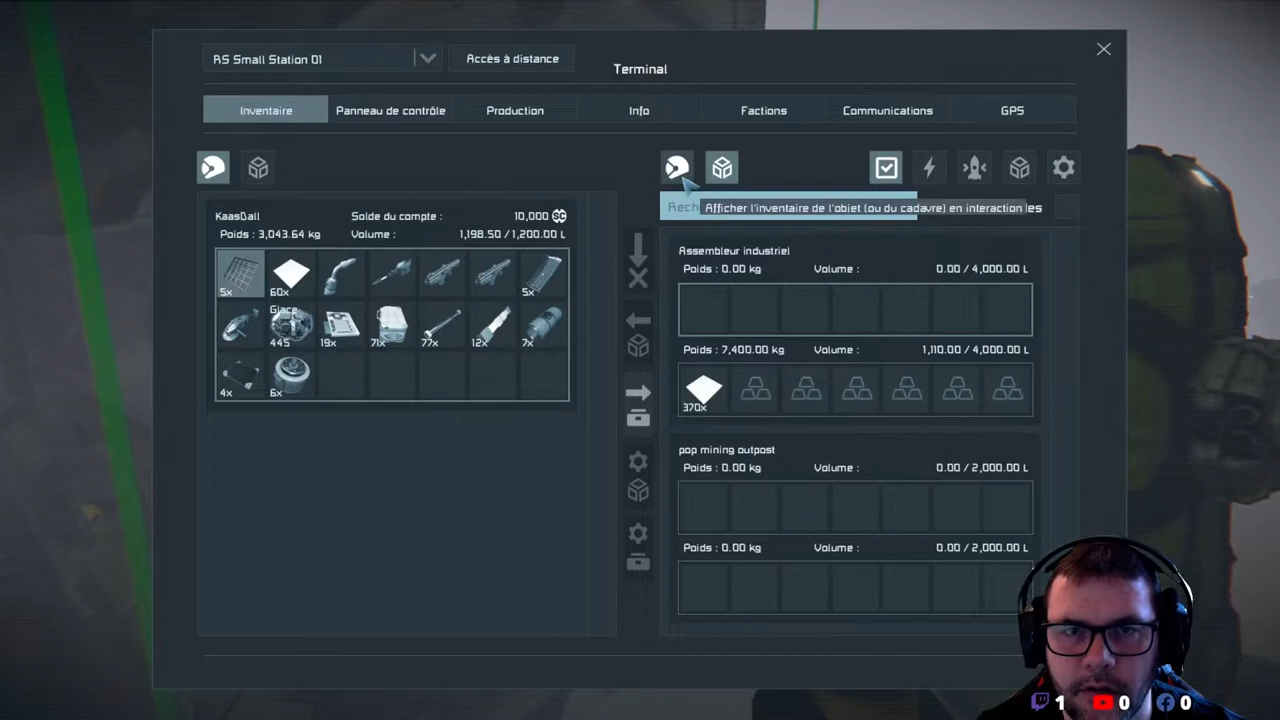 RS Small Station 01
Accès à distance
Terminal
Inventaire
Panneau de contrôle
Production
Info
Factions
Communications
GPS
Rech
Afficher l'inventaire de l'objet (ou du cadavre) en interaction
les
KaasBall
Solde du compte : 10,000 SC
Poids : 3,043.64 kg
Volume : 1,198.50 / 1,200.00 L
5x
60x
5x
Glace
445
19x
71x
77x
12x
7x
4x
6x
Assembleur industriel
Poids : 0.00 kg
Volume : 0.00 / 4,000.00 L
Poids : 7,400.00 kg
Volume : 1,110.00 / 4,000.00 L
370x
pop mining outpost
Poids : 0.00 kg
Volume : 0.00 / 2,000.00 L
Poids : 0.00 kg
Volume : 0.00 / 2,000.00 L
1
0
0